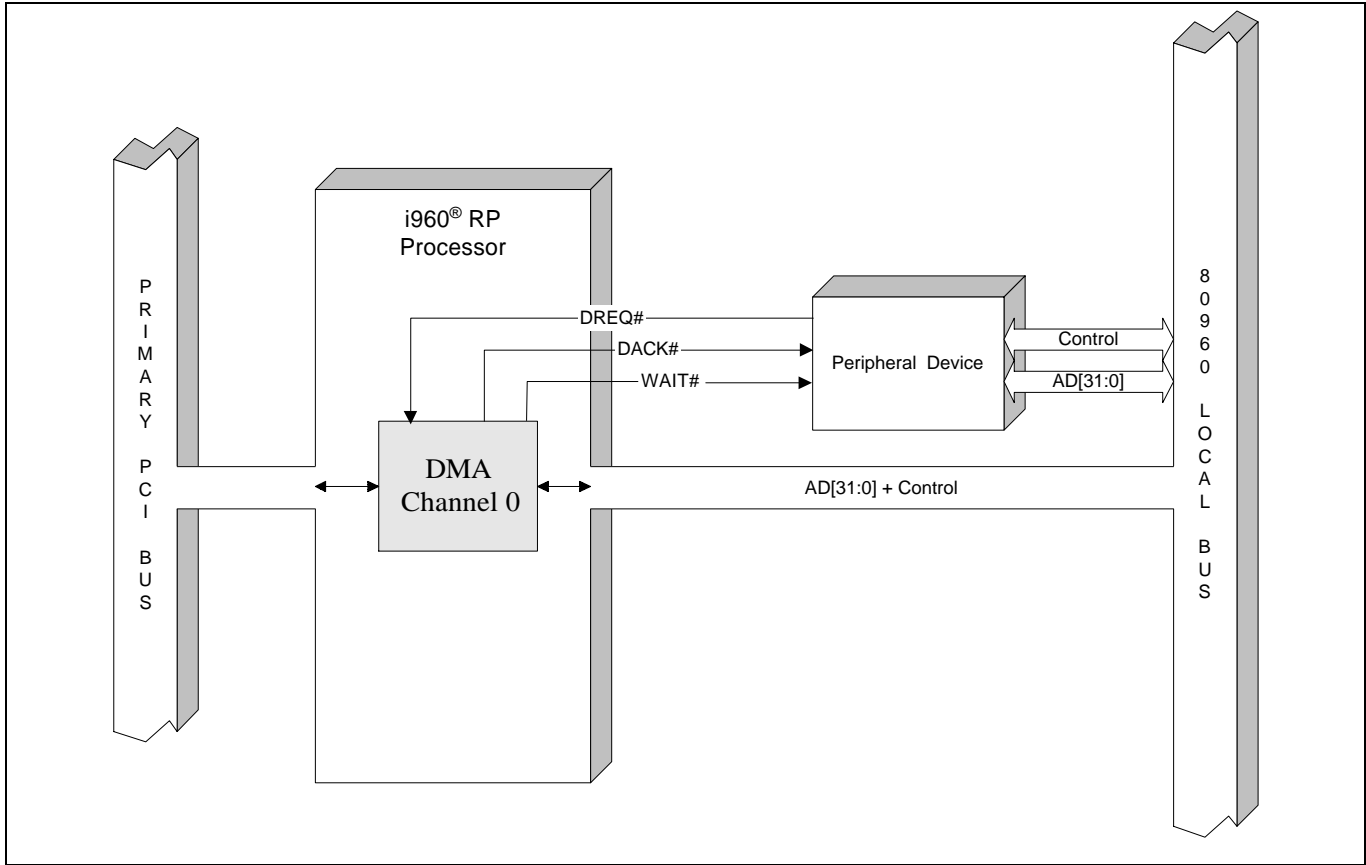 i960® RP
Processor
PRIMARY PCI BUS
DREQ#
DACK#
WAIT#
DMA
Channel 0
Peripheral Device
Control
AD[31:0]
AD[31:0] + Control
80960 LOCAL BUS